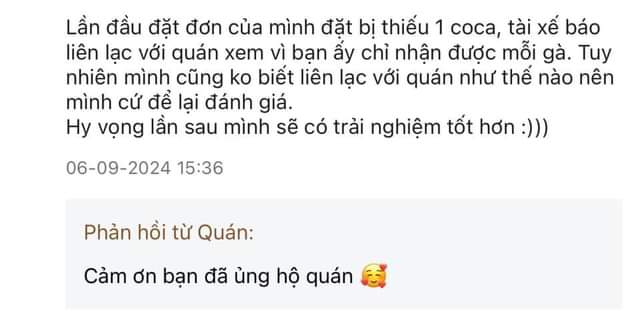 Lần đầu đặt đơn của mình đặt bị thiếu 1 coca, tài xế báo
liên lạc với quán xem vì bạn ấy chỉ nhận được mỗi gà. Tuy
nhiên mình cũng ko biết liên lạc với quán như thế nào nên
mình cứ để lại đánh giá.
Hy vọng lần sau mình sẽ có trải nghiệm tốt hơn :)))
06-09-2024 15:36
Phản hồi từ Quán:
Cảm ơn bạn đã ủng hộ quán 🥰